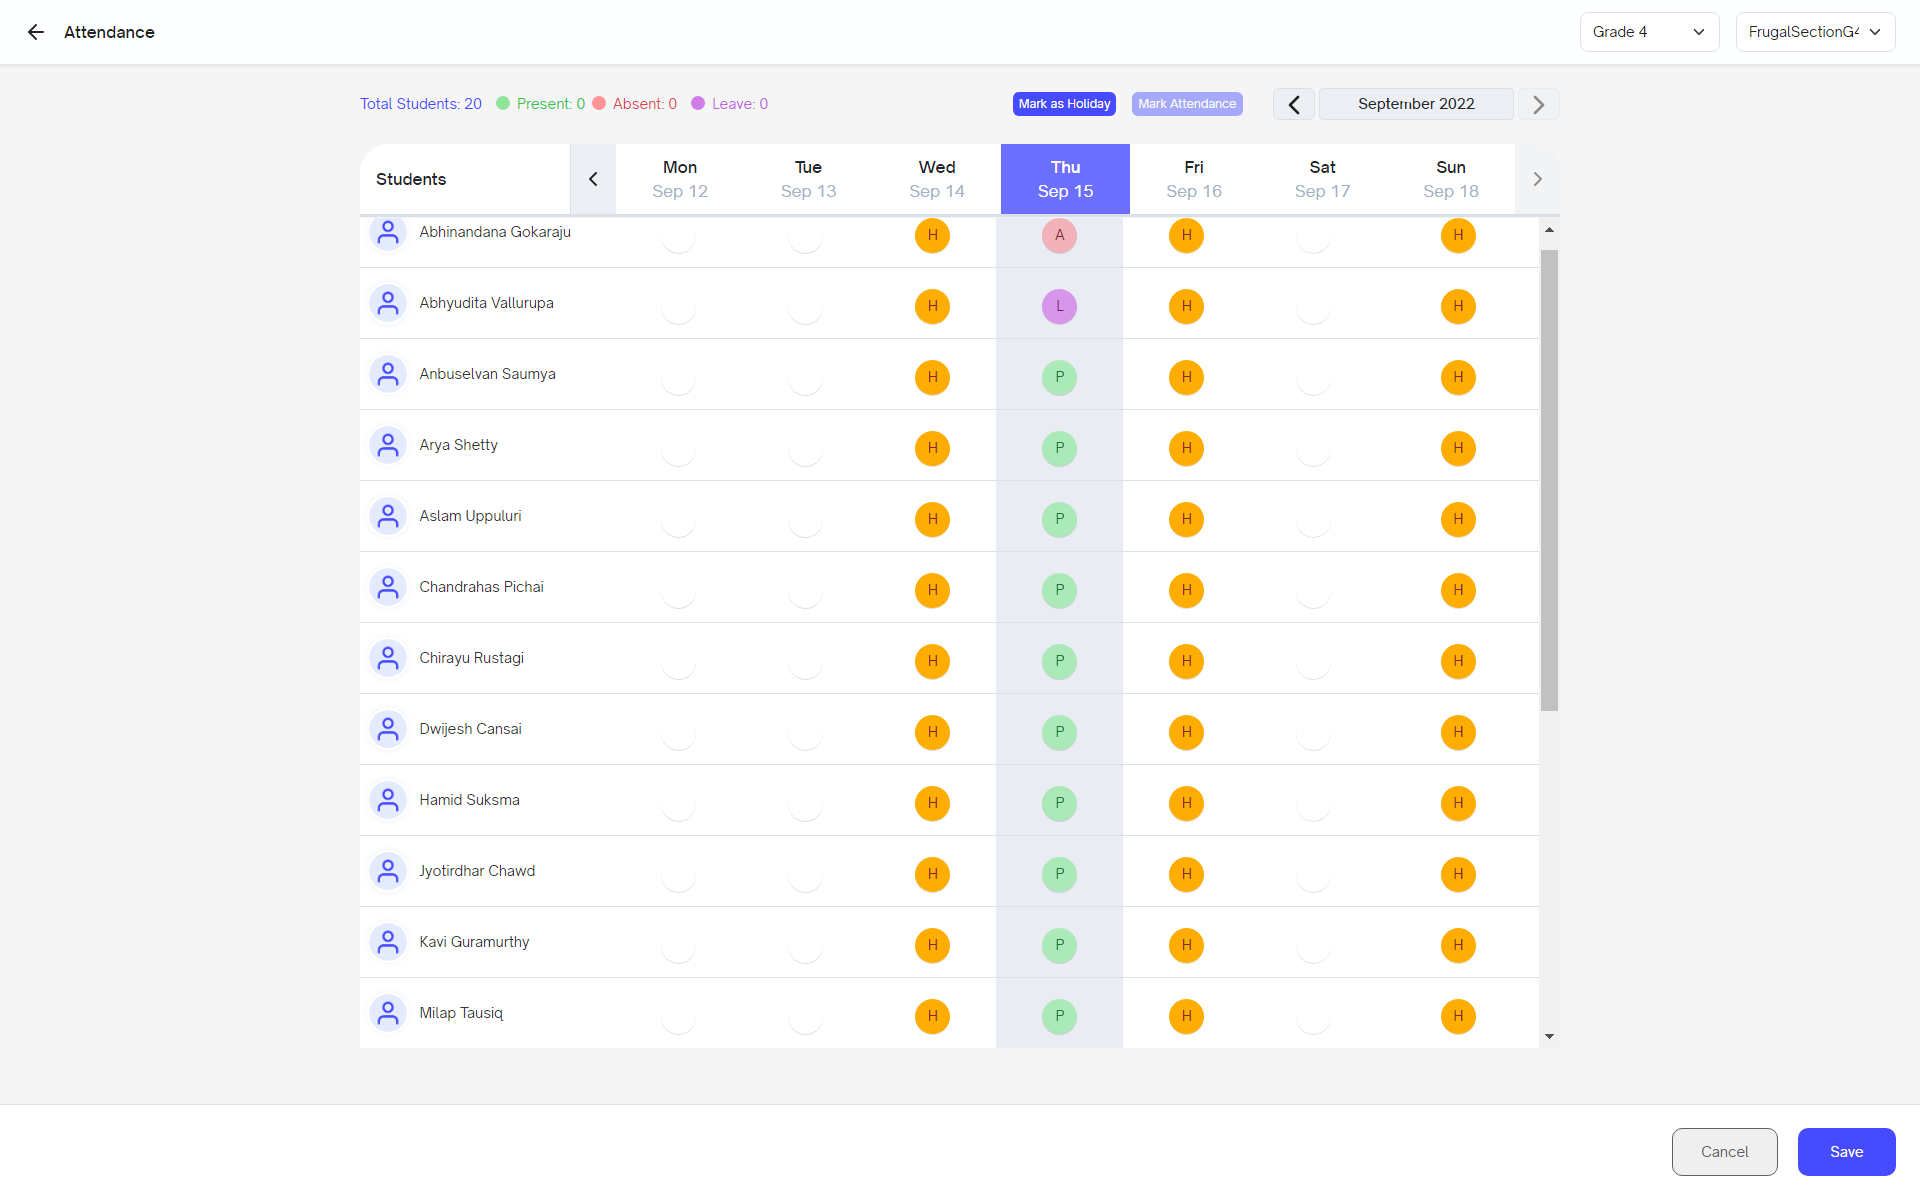 Attendance
Grade 4
FrugalSectionG4
Total Students: 20 Present: 0 Absent: 0 Leave: 0
Mark as Holiday
Mark Attendance
September 2022
Students
Mon
Sep 12
Tue
Sep 13
Wed
Sep 14
Thu
Sep 15
Fri
Sep 16
Sat
Sep 17
Sun
Sep 18
Abhinandana Gokaraju H A H H
Abhyudita Vallurupa H L H H
Anbuselvan Saumya H P H H
Arya Shetty H P H H
Aslam Uppuluri H P H H
Chandrahas Pichai H P H H
Chirayu Rustagi H P H H
Dwijesh Cansai H P H H
Hamid Suksma H P H H
Jyotirdhar Chawd H P H H
Kavi Guramurthy H P H H
Milap Tausiq H P H H
Cancel
Save